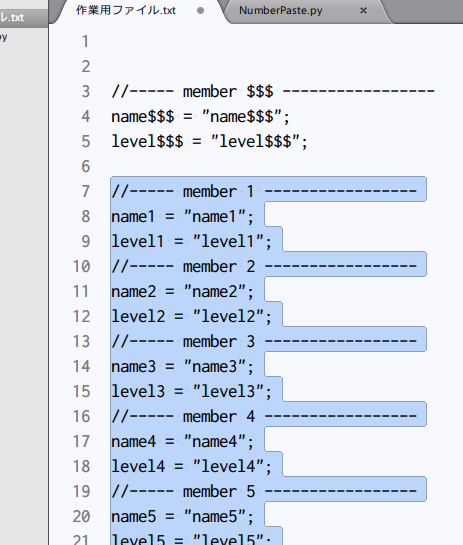 ル.txt
作業用ファイル.txt ● NumberPaste.py ×
py
1
2
3 //----- member $$$ -----------------
4 name$$$ = "name$$$";
5 level$$$ = "level$$$";
6
7 //----- member 1 -----------------
8 name1 = "name1";
9 level1 = "level1";
10 //----- member 2 -----------------
11 name2 = "name2";
12 level2 = "level2";
13 //----- member 3 -----------------
14 name3 = "name3";
15 level3 = "level3";
16 //----- member 4 -----------------
17 name4 = "name4";
18 level4 = "level4";
19 //----- member 5 -----------------
20 name5 = "name5";
21 level5 = "level5";